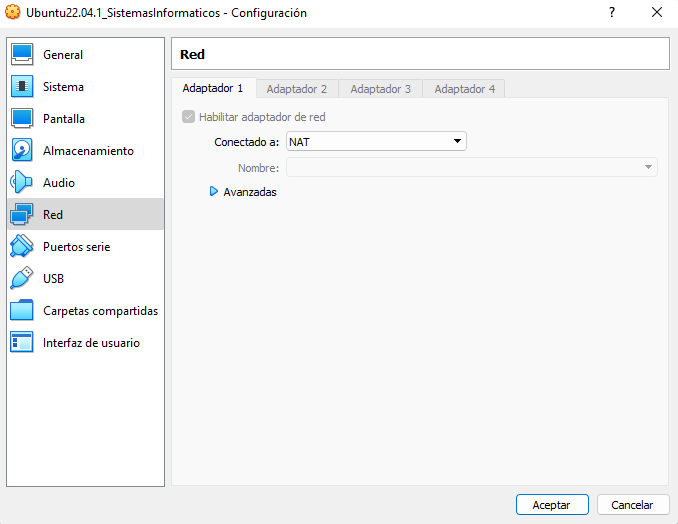 Ubuntu22.04.1_SistemasInformaticos - Configuración
?
General
Sistema
Pantalla
Almacenamiento
Audio
Red
Puertos serie
USB
Carpetas compartidas
Interfaz de usuario
Red
Adaptador 1 Adaptador 2 Adaptador 3 Adaptador 4
Habilitar adaptador de red
Conectado a: NAT
Nombre:
Avanzadas
Aceptar Cancelar